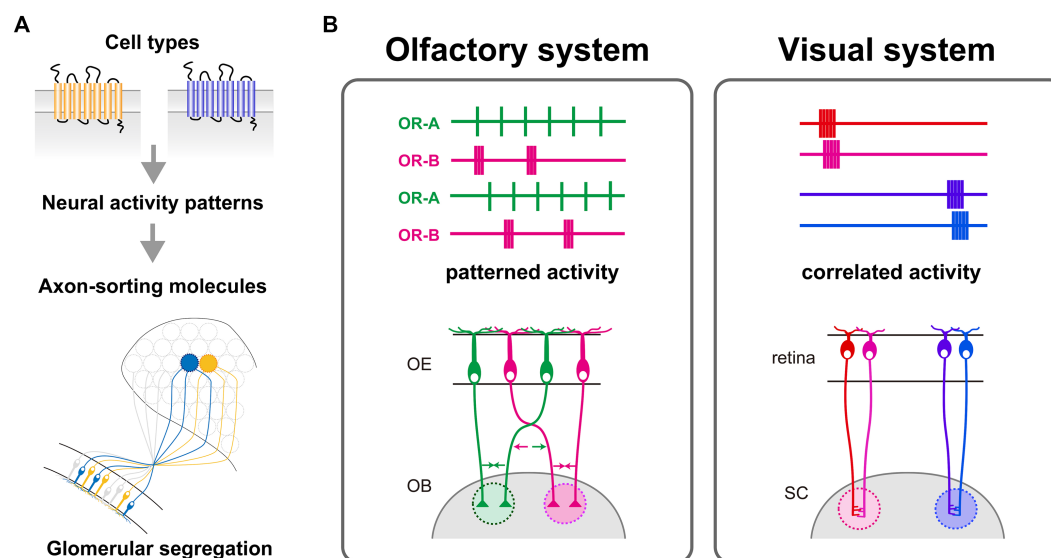 A
Cell types
Neural activity patterns
Axon-sorting molecules
Glomerular segregation
B
Olfactory system
OR-A
OR-B
OR-A
OR-B
patterned activity
OE
OB
Visual system
correlated activity
retina
SC